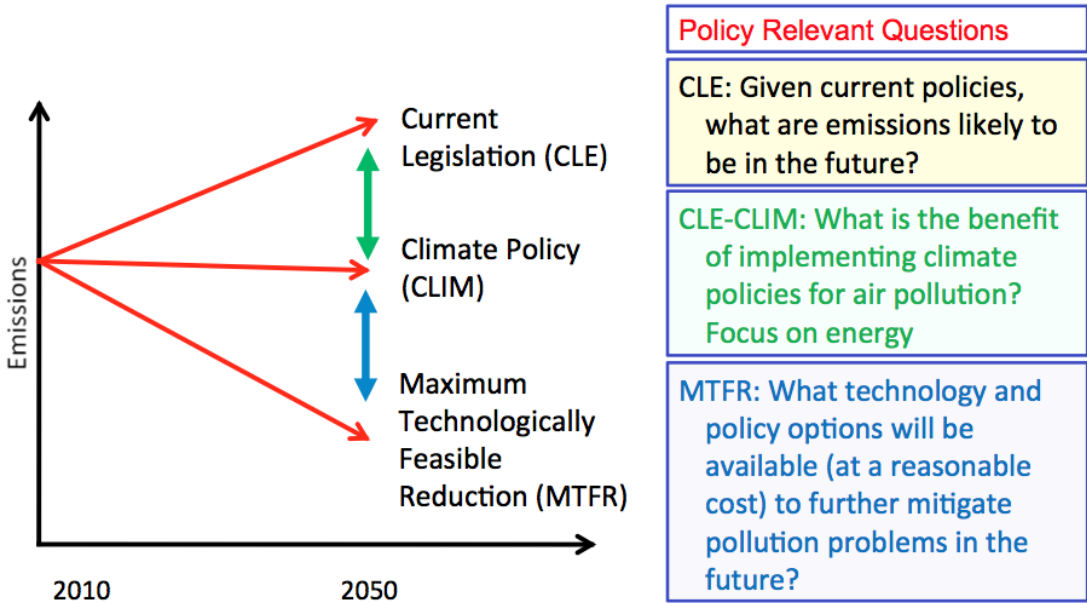 Emissions
Current
Legislation (CLE)
Climate Policy
(CLIM)
Maximum
Technologically
Feasible
Reduction (MTFR)
2010
2050
Policy Relevant Questions
CLE: Given current policies,
what are emissions likely to
be in the future?
CLE-CLIM: What is the benefit
of implementing climate
policies for air pollution?
Focus on energy
MTFR: What technology and
policy options will be
available (at a reasonable
cost) to further mitigate
pollution problems in the
future?